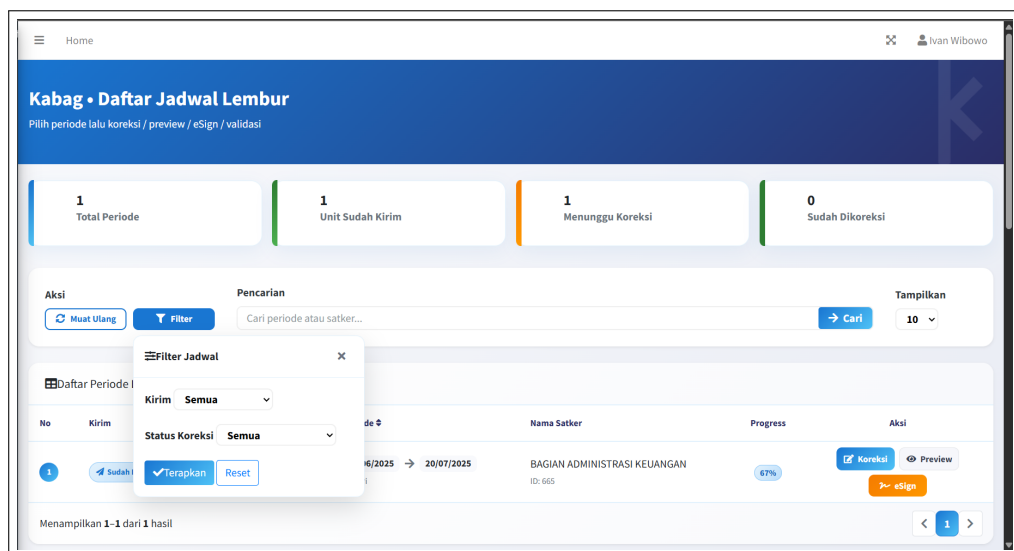 Home
Ivan Wibowo
Kabag • Daftar Jadwal Lembur
Pilih periode lalu koreksi / preview / eSign / validasi
k
1
Total Periode
1
Unit Sudah Kirim
1
Menunggu Koreksi
0
Sudah Dikoreksi
Aksi
Muat Ulang
Filter
Pencarian
Cari periode atau satker...
Cari
Tampilkan
10
Filter Jadwal
Kirim Semua
Status Koreksi Semua
Terapkan Reset
Daftar Periode
No Kirim Nama Satker Progress Aksi
1 Sudah 20/07/2025 BAGIAN ADMINISTRASI KEUANGAN 67% Koreksi Preview
ID: 665 eSign
Menampilkan 1–1 dari 1 hasil
1